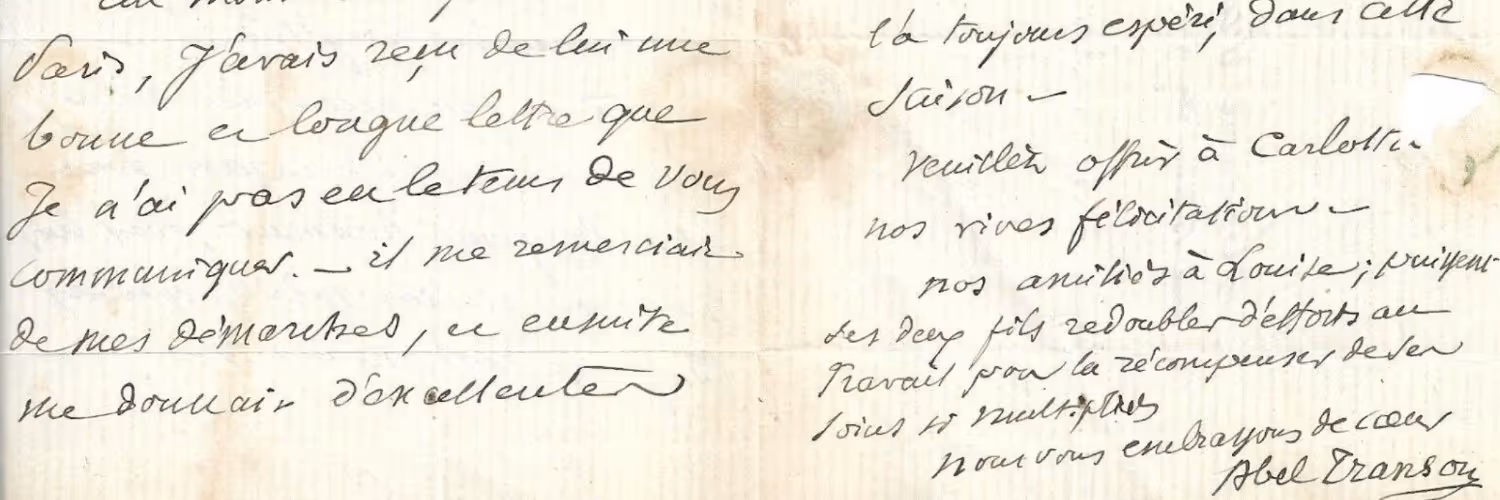 Paris, J'avais reçu de lui une
bonne et longue lettre que
Je n'ai pas eu le tems de vous
communiquer. — il me remerciait
de mes démarches, et ensuite
me donnait d'excellentes
l'a toujours espéré, dans cette
saison —
veuillez offrir à Carlotta
nos vives félicitations —
nos amitiés à Louise ; puissent
ses deux fils redoubler d'efforts au
Travail pour la récompenser de ses
soins si multipliés
nous vous embrassons de cœur
Abel Transon